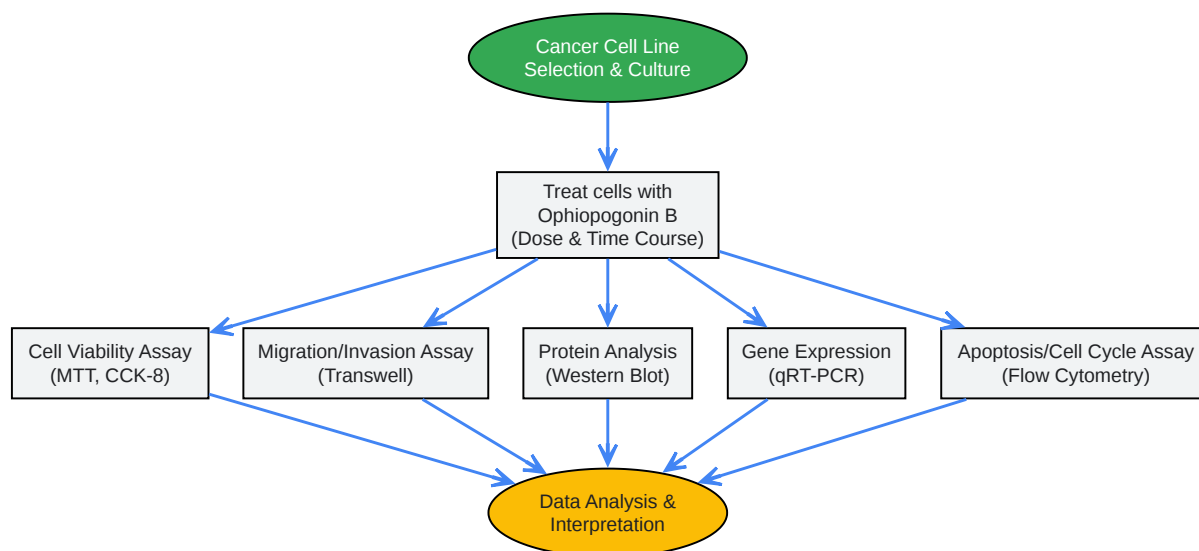 Cancer Cell Line
Selection & Culture
Treat cells with
Ophiopogonin B
(Dose & Time Course)
Cell Viability Assay
(MTT, CCK-8)
Migration/Invasion Assay
(Transwell)
Protein Analysis
(Western Blot)
Gene Expression
(qRT-PCR)
Apoptosis/Cell Cycle Assay
(Flow Cytometry)
Data Analysis &
Interpretation